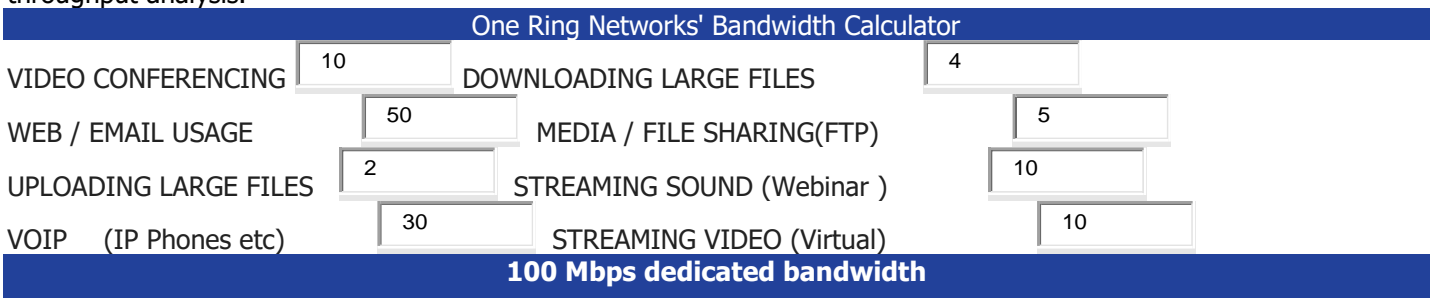 throughput analysis.
One Ring Networks' Bandwidth Calculator
VIDEO CONFERENCING 10 DOWNLOADING LARGE FILES 4
WEB / EMAIL USAGE 50 MEDIA / FILE SHARING(FTP) 5
UPLOADING LARGE FILES 2 STREAMING SOUND (Webinar ) 10
VOIP (IP Phones etc) 30 STREAMING VIDEO (Virtual) 10
100 Mbps dedicated bandwidth